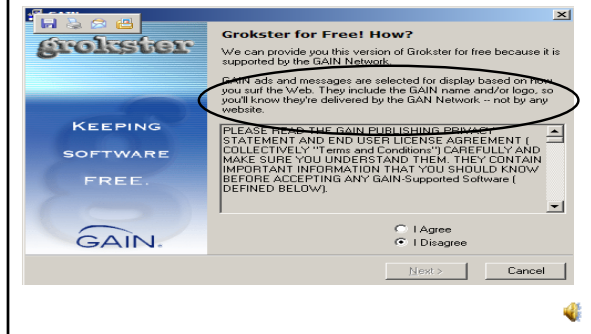 grokster
Grokster for Free! How?
We can provide you this version of Grokster for free because it is
supported by the GAIN Network.
GAIN ads and messages are selected for display based on how
you surf the Web. They include the GAIN name and/or logo, so
you'll know they're delivered by the GAN Network -- not by any
website.
KEEPING
SOFTWARE
FREE.
GAIN.
PLEASE READ THE GAIN PUBLISHING PRIVACY
STATEMENT AND END USER LICENSE AGREEMENT (
COLLECTIVELY "Terms and Conditions") CAREFULLY AND
MAKE SURE YOU UNDERSTAND THEM. THEY CONTAIN
IMPORTANT INFORMATION THAT YOU SHOULD KNOW
BEFORE ACCEPTING ANY GAIN-Supported Software (
DEFINED BELOW).
I Agree
I Disagree
Next >
Cancel